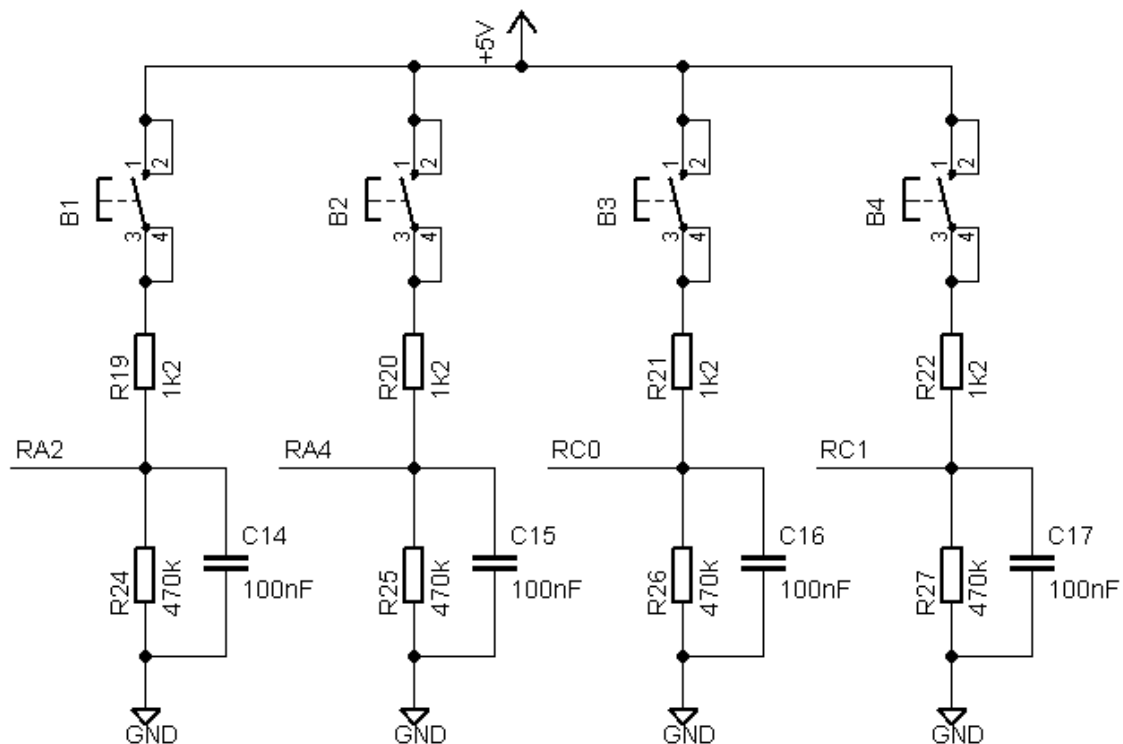 +5V
1
2
B1
3
4
1
2
B2
3
4
1
2
B3
3
4
1
2
B4
3
4
R19
1k2
R20
1k2
R21
1k2
R22
1k2
RA2
RA4
RC0
RC1
R24
470k
C14
100nF
R25
470k
C15
100nF
R26
470k
C16
100nF
R27
470k
C17
100nF
GND
GND
GND
GND